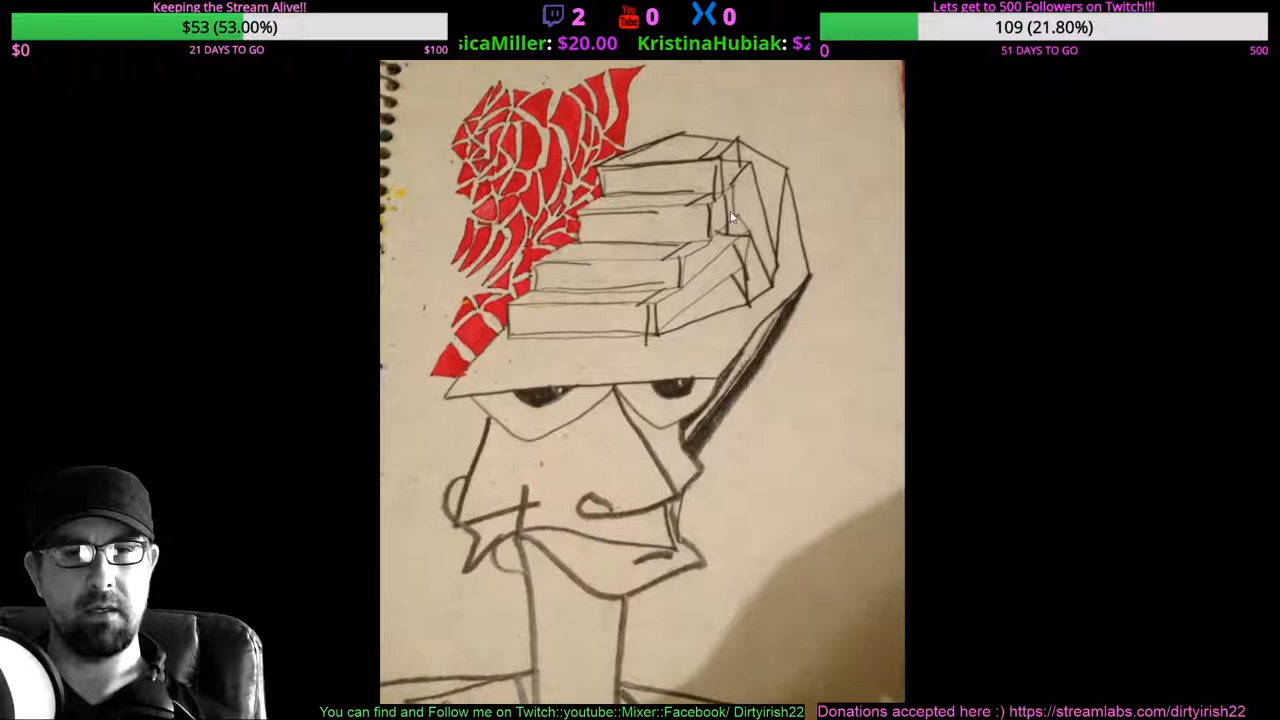 Keeping the Stream Alive!!
$53 (53.00%)
$0
21 DAYS TO GO
$100
2
You
Tube
0
0
sicaMiller: $20.00 KristinaHubiak:
Lets get to 500 Followers on Twitch!!!
109 (21.80%)
0
51 DAYS TO GO
500
You can find and Follow me on Twitch::youtube::Mixer::Facebook/ Dirtyirish22
Donations accepted here :) https://streamlabs.com/dirtyirish22